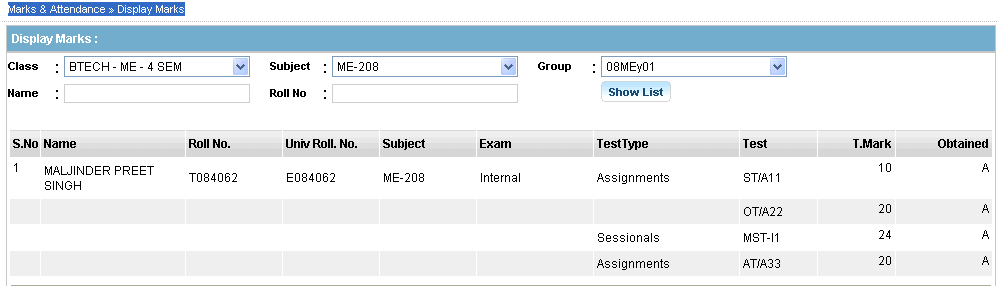 Marks & Attendance » Display Marks
Display Marks :
Class : BTECH - ME - 4 SEM Subject : ME-208 Group : 08MEy01
Name : Roll No : Show List
S.No Name Roll No. Univ Roll. No. Subject Exam TestType Test T.Mark Obtained
1 MALJINDER PREET SINGH T084062 E084062 ME-208 Internal Assignments ST/A11 10 A
OT/A22 20 A
Sessionals MST-I1 24 A
Assignments AT/A33 20 A